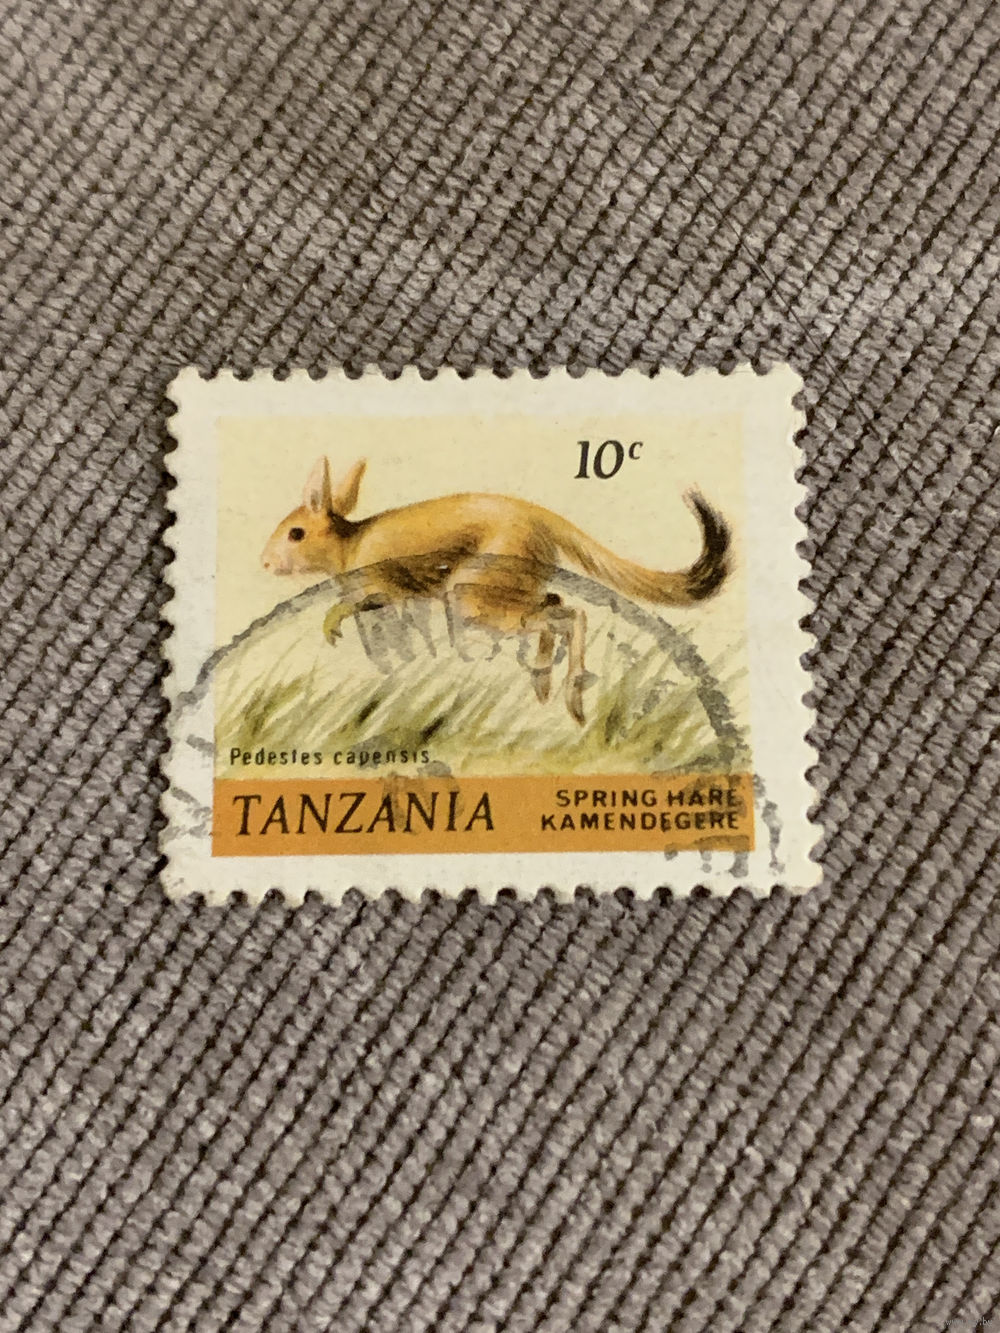 10c
Pedestes capensis
TANZANIA
SPRING HARE
KAMENDEGERE